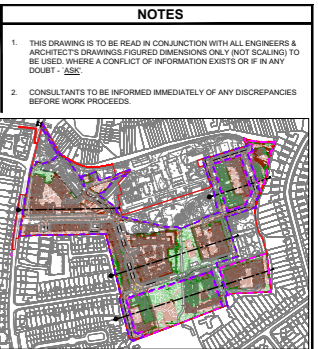 NOTES
1. THIS DRAWING IS TO BE READ IN CONJUNCTION WITH ALL ENGINEERS &
ARCHITECT'S DRAWINGS.FIGURED DIMENSIONS ONLY (NOT SCALING) TO
BE USED. WHERE A CONFLICT OF INFORMATION EXISTS OR IF IN ANY
DOUBT - 'ASK'.
2. CONSULTANTS TO BE INFORMED IMMEDIATELY OF ANY DISCREPANCIES
BEFORE WORK PROCEEDS.